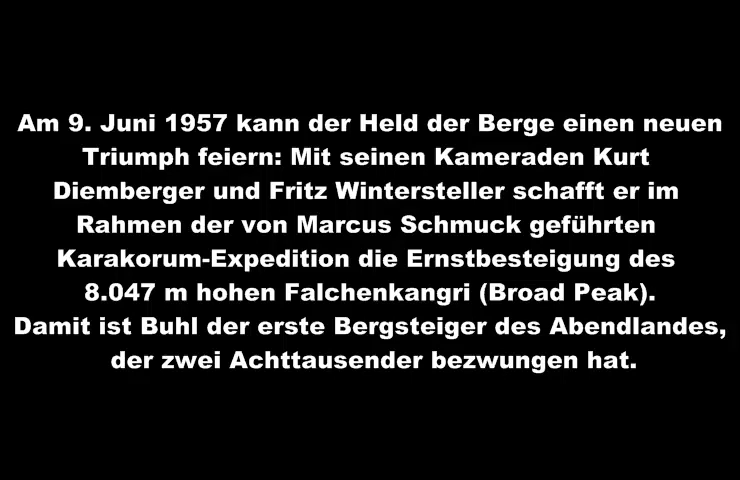 Am 9. Juni 1957 kann der Held der Berge einen neuen
Triumph feiern: Mit seinen Kameraden Kurt
Diemberger und Fritz Wintersteller schafft er im
Rahmen der von Marcus Schmuck geführten
Karakorum-Expedition die Ernstbesteigung des
8.047 m hohen Falchenkangri (Broad Peak).
Damit ist Buhl der erste Bergsteiger des Abendlandes,
der zwei Achttausender bezwungen hat.